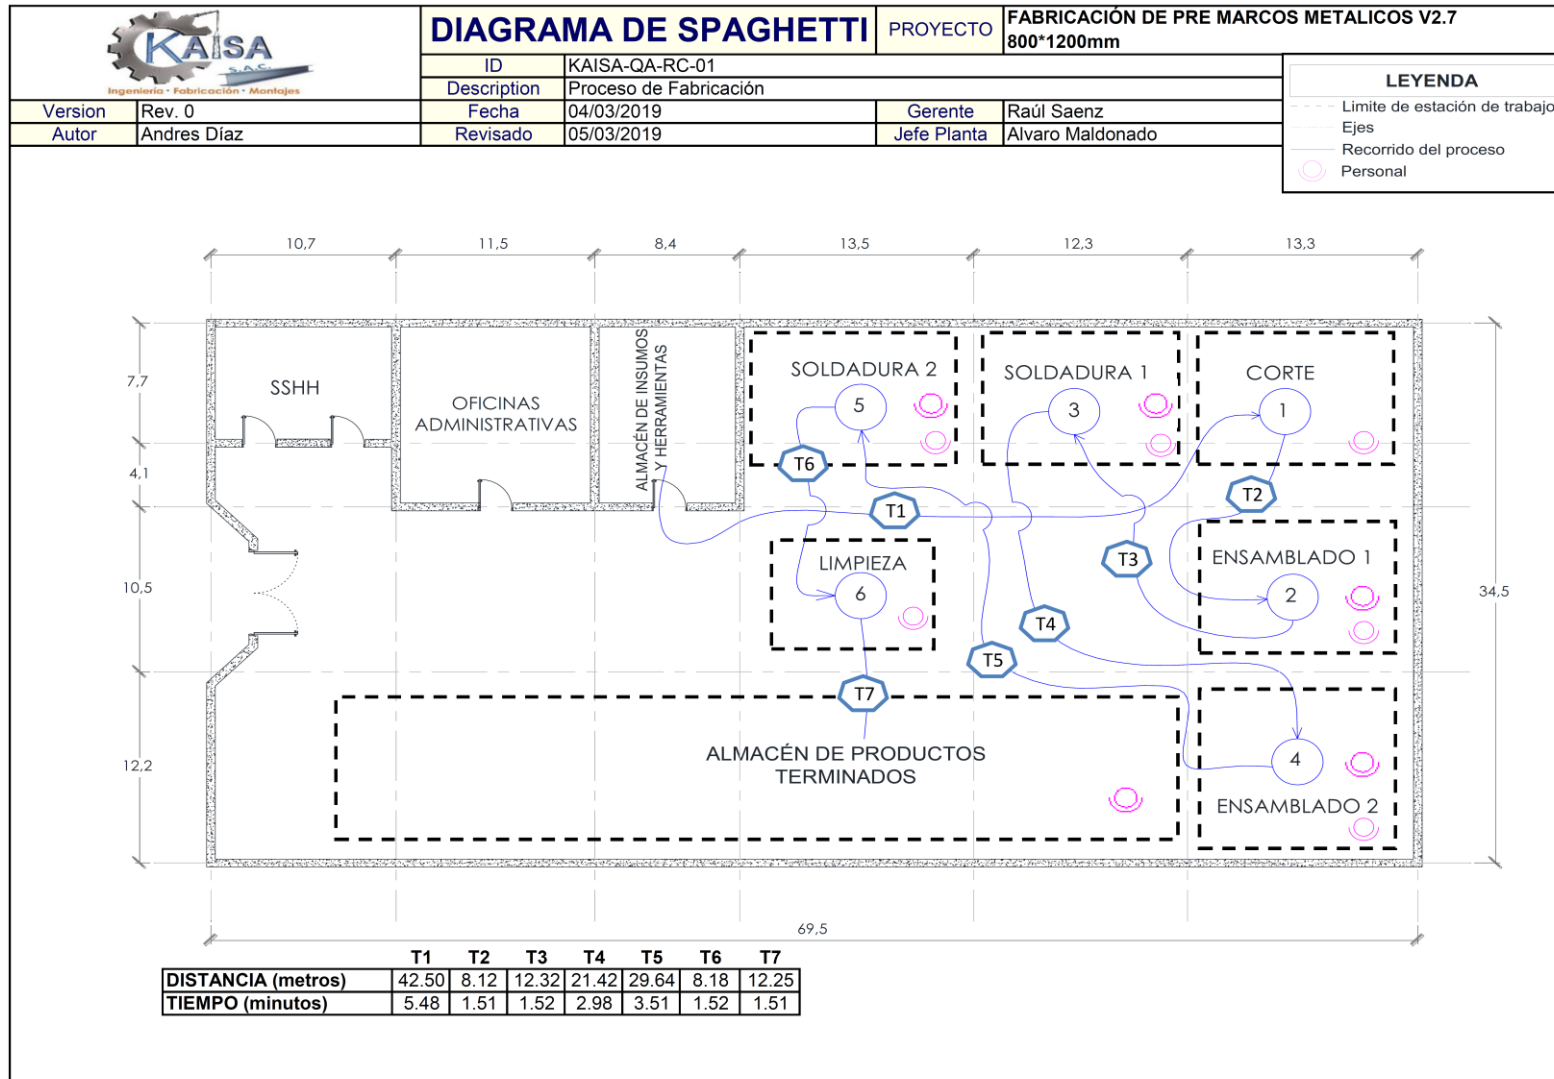 KAISA
S.A.C.
Ingeniería · Fabricación · Montajes
DIAGRAMA DE SPAGHETTI
PROYECTO
FABRICACIÓN DE PRE MARCOS METALICOS V2.7
800*1200mm
ID
KAISA-QA-RC-01
Description
Proceso de Fabricación
Version
Rev. 0
Fecha
04/03/2019
Gerente
Raúl Saenz
Autor
Andres Díaz
Revisado
05/03/2019
Jefe Planta
Alvaro Maldonado
LEYENDA
Limite de estación de trabajo
Ejes
Recorrido del proceso
Personal
10,7
11,5
8,4
13,5
12,3
13,3
7,7
4,1
10,5
12,2
34,5
69,5
SSHH
OFICINAS
ADMINISTRATIVAS
ALMACÉN DE INSUMOS
Y HERRAMIENTAS
SOLDADURA 2
5
SOLDADURA 1
3
CORTE
1
T6
T1
T2
T3
LIMPIEZA
6
ENSAMBLADO 1
2
T4
T5
T7
ALMACÉN DE PRODUCTOS
TERMINADOS
4
ENSAMBLADO 2
T1 T2 T3 T4 T5 T6 T7
DISTANCIA (metros) 42.50 8.12 12.32 21.42 29.64 8.18 12.25
TIEMPO (minutos) 5.48 1.51 1.52 2.98 3.51 1.52 1.51